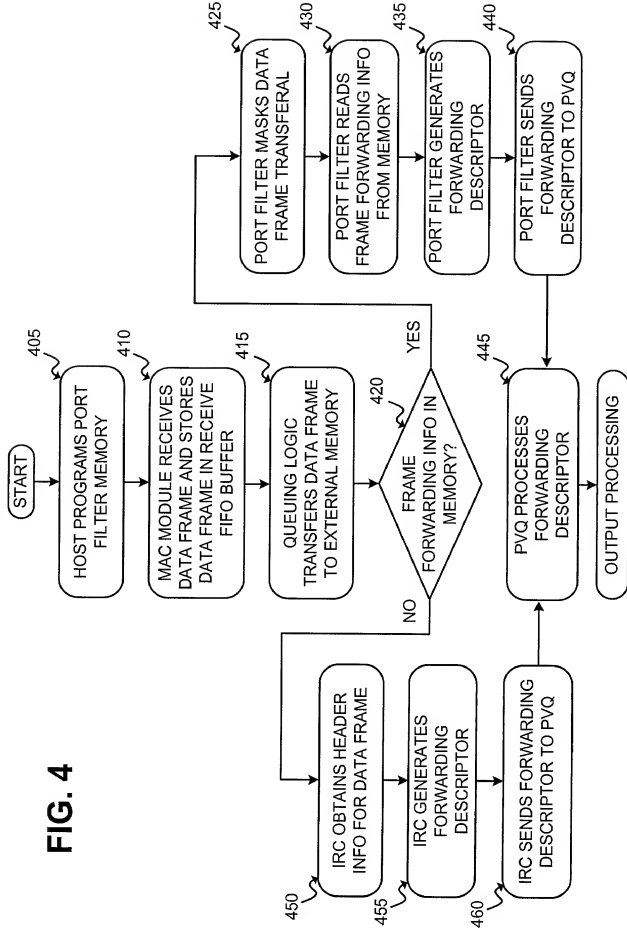 FIG. 4
START
405
HOST PROGRAMS PORT
FILTER MEMORY
410
MAC MODULE RECEIVES
DATA FRAME AND STORES
DATA FRAME IN RECEIVE
FIFO BUFFER
415
QUEUING LOGIC
TRANSFERS DATA FRAME
TO EXTERNAL MEMORY
420
FRAME
FORWARDING INFO IN
MEMORY?
YES
NO
425
PORT FILTER MASKS DATA
FRAME TRANSFERAL
430
PORT FILTER READS
FRAME FORWARDING INFO
FROM MEMORY
435
PORT FILTER GENERATES
FORWARDING
DESCRIPTOR
440
PORT FILTER SENDS
FORWARDING
DESCRIPTOR TO PVQ
450
IRC OBTAINS HEADER
INFO FOR DATA FRAME
455
IRC GENERATES
FORWARDING
DESCRIPTOR
460
IRC SENDS FORWARDING
DESCRIPTOR TO PVQ
445
PVQ PROCESSES
FORWARDING
DESCRIPTOR
OUTPUT PROCESSING